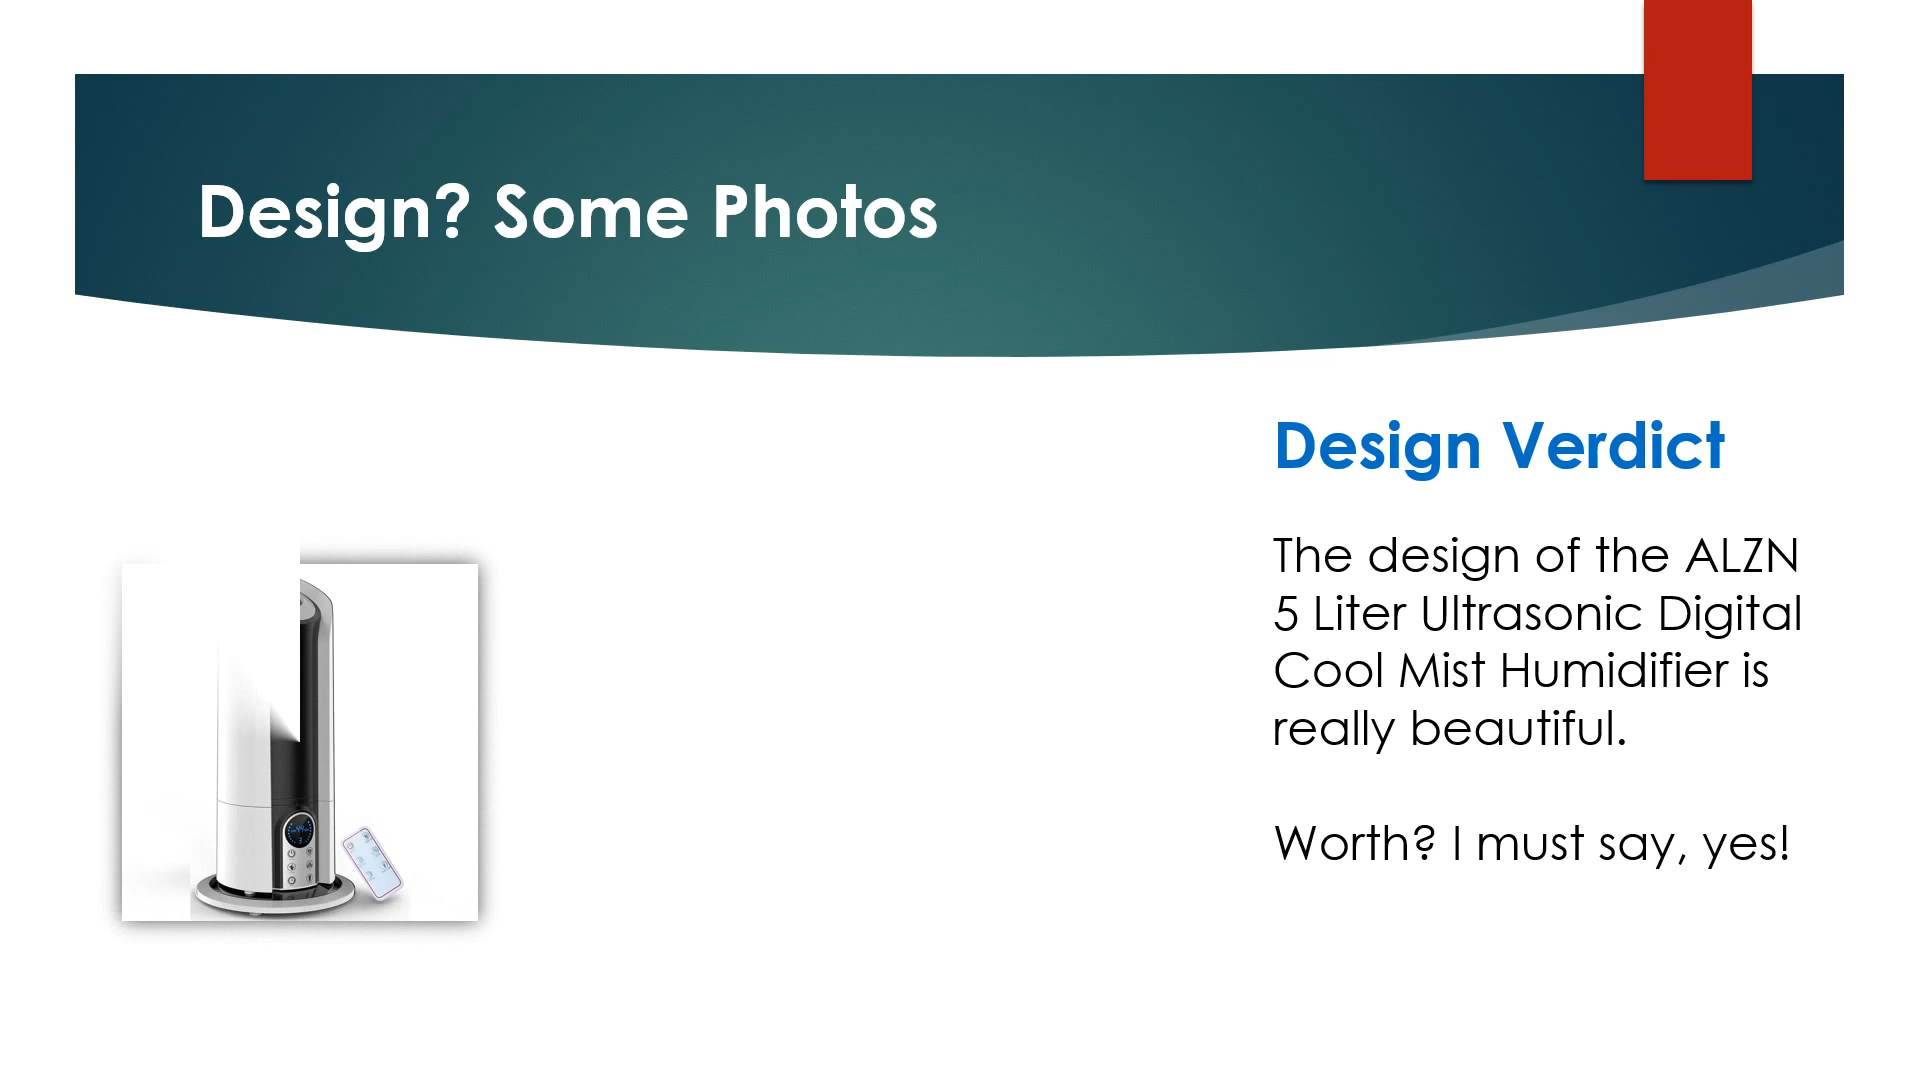 Design? Some Photos
Design Verdict
The design of the ALZN
5 Liter Ultrasonic Digital
Cool Mist Humidifier is
really beautiful.
Worth? I must say, yes!